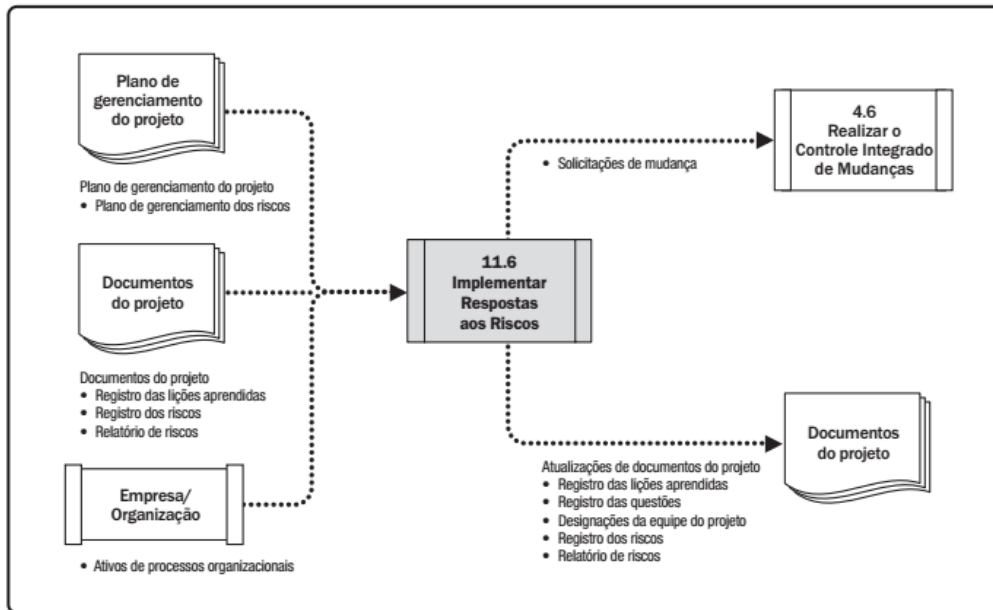 Plano de
gerenciamento
do projeto
Plano de gerenciamento do projeto
• Plano de gerenciamento dos riscos
Documentos
do projeto
Documentos do projeto
• Registro das lições aprendidas
• Registro dos riscos
• Relatório de riscos
Empresa/
Organização
• Ativos de processos organizacionais
11.6
Implementar
Respostas
aos Riscos
• Solicitações de mudança
4.6
Realizar o
Controle Integrado
de Mudanças
Atualizações de documentos do projeto
• Registro das lições aprendidas
• Registro das questões
• Designações da equipe do projeto
• Registro dos riscos
• Relatório de riscos
Documentos
do projeto